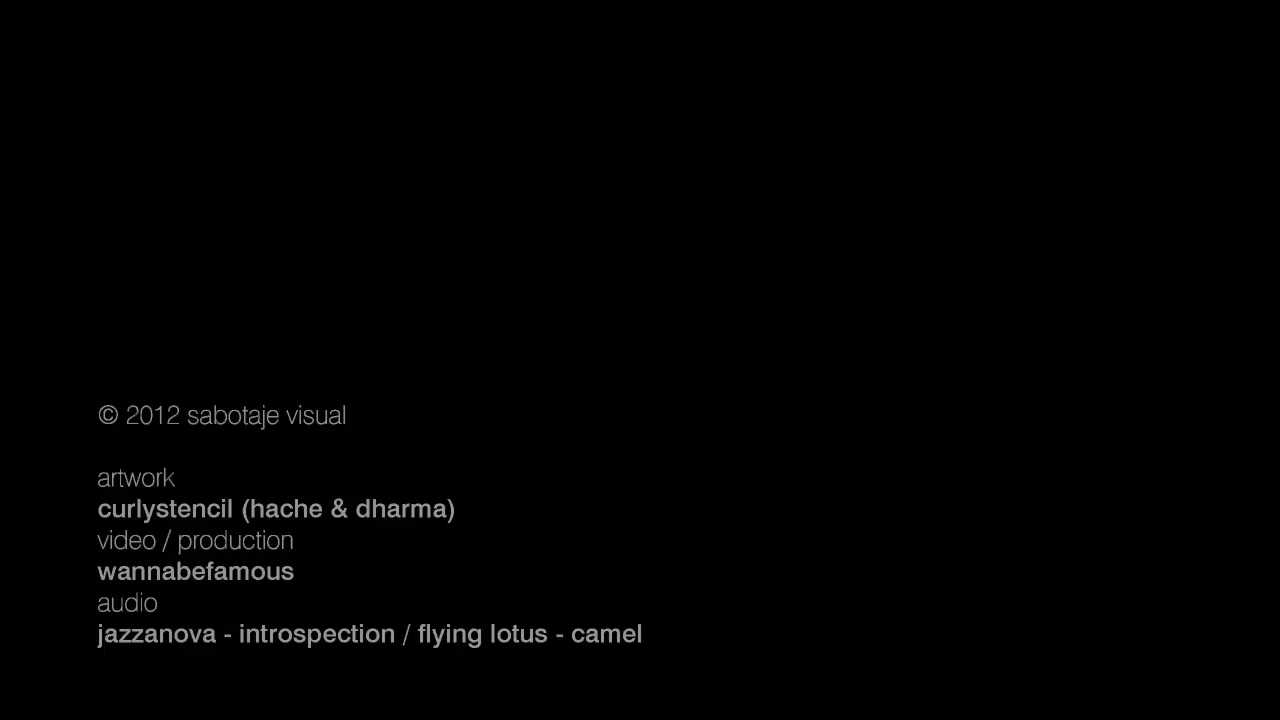 © 2012 sabotaje visual
artwork
curlystencil (hache & dharma)
video / production
wannabefamous
audio
jazzanova - introspection / flying lotus - camel